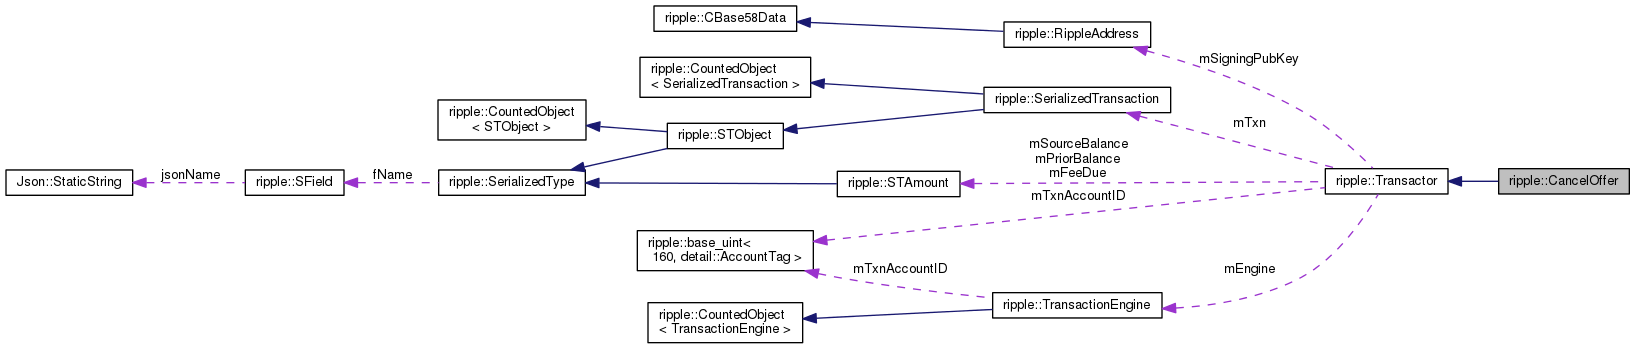 ripple::CBase58Data
ripple::RippleAddress
mSigningPubKey
ripple::CountedObject
< SerializedTransaction >
ripple::SerializedTransaction
ripple::CountedObject
< STObject >
mTxn
ripple::STObject
mSourceBalance
mPriorBalance
mFeeDue
Json::StaticString
jsonName
ripple::SField
fName
ripple::SerializedType
ripple::STAmount
ripple::Transactor
ripple::CancelOffer
mTxnAccountID
ripple::base_uint<
160, detail::AccountTag >
mTxnAccountID
mEngine
ripple::TransactionEngine
ripple::CountedObject
< TransactionEngine >